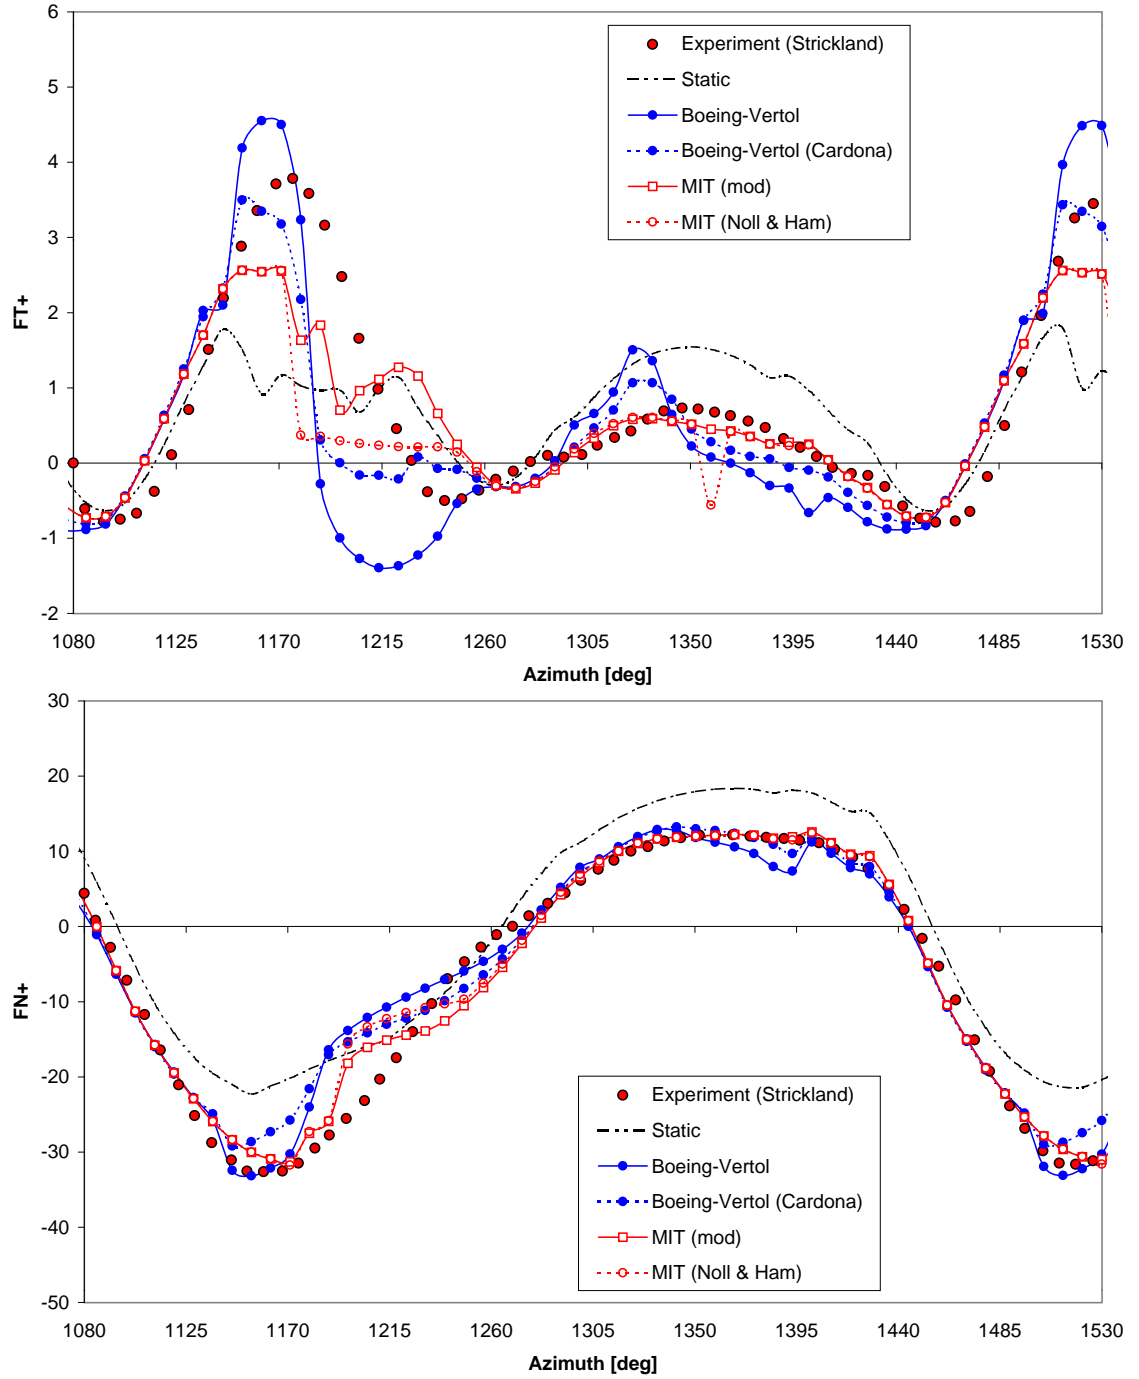 6
5
4
3
2
1
0
-1
-2
FT+
Experiment (Strickland)
Static
Boeing-Vertol
Boeing-Vertol (Cardona)
MIT (mod)
MIT (Noll & Ham)
1080 1125 1170 1215 1260 1305 1350 1395 1440 1485 1530
Azimuth [deg]
30
20
10
0
-10
-20
-30
-40
-50
FN+
Experiment (Strickland)
Static
Boeing-Vertol
Boeing-Vertol (Cardona)
MIT (mod)
MIT (Noll & Ham)
1080 1125 1170 1215 1260 1305 1350 1395 1440 1485 1530
Azimuth [deg]